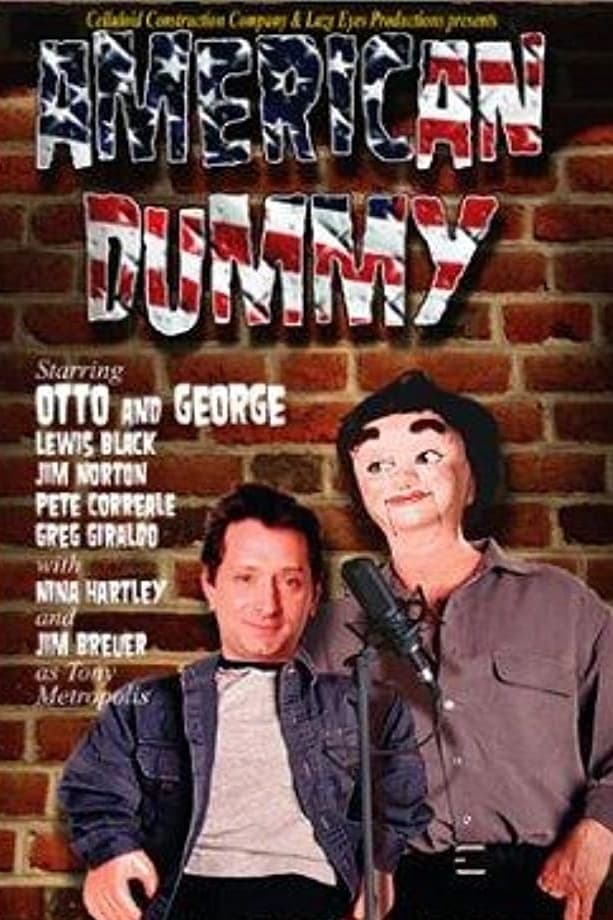 Celluloid Construction Company & Lazy Eyes Productions presents
AMERICAN
DUMMY
Starring
OTTO AND GEORGE
LEWIS BLACK
JIM NORTON
PETE CORREALE
GREG GIRALDO
with
NINA HARTLEY
and
JIM BREUER
as Tony
Metropolis